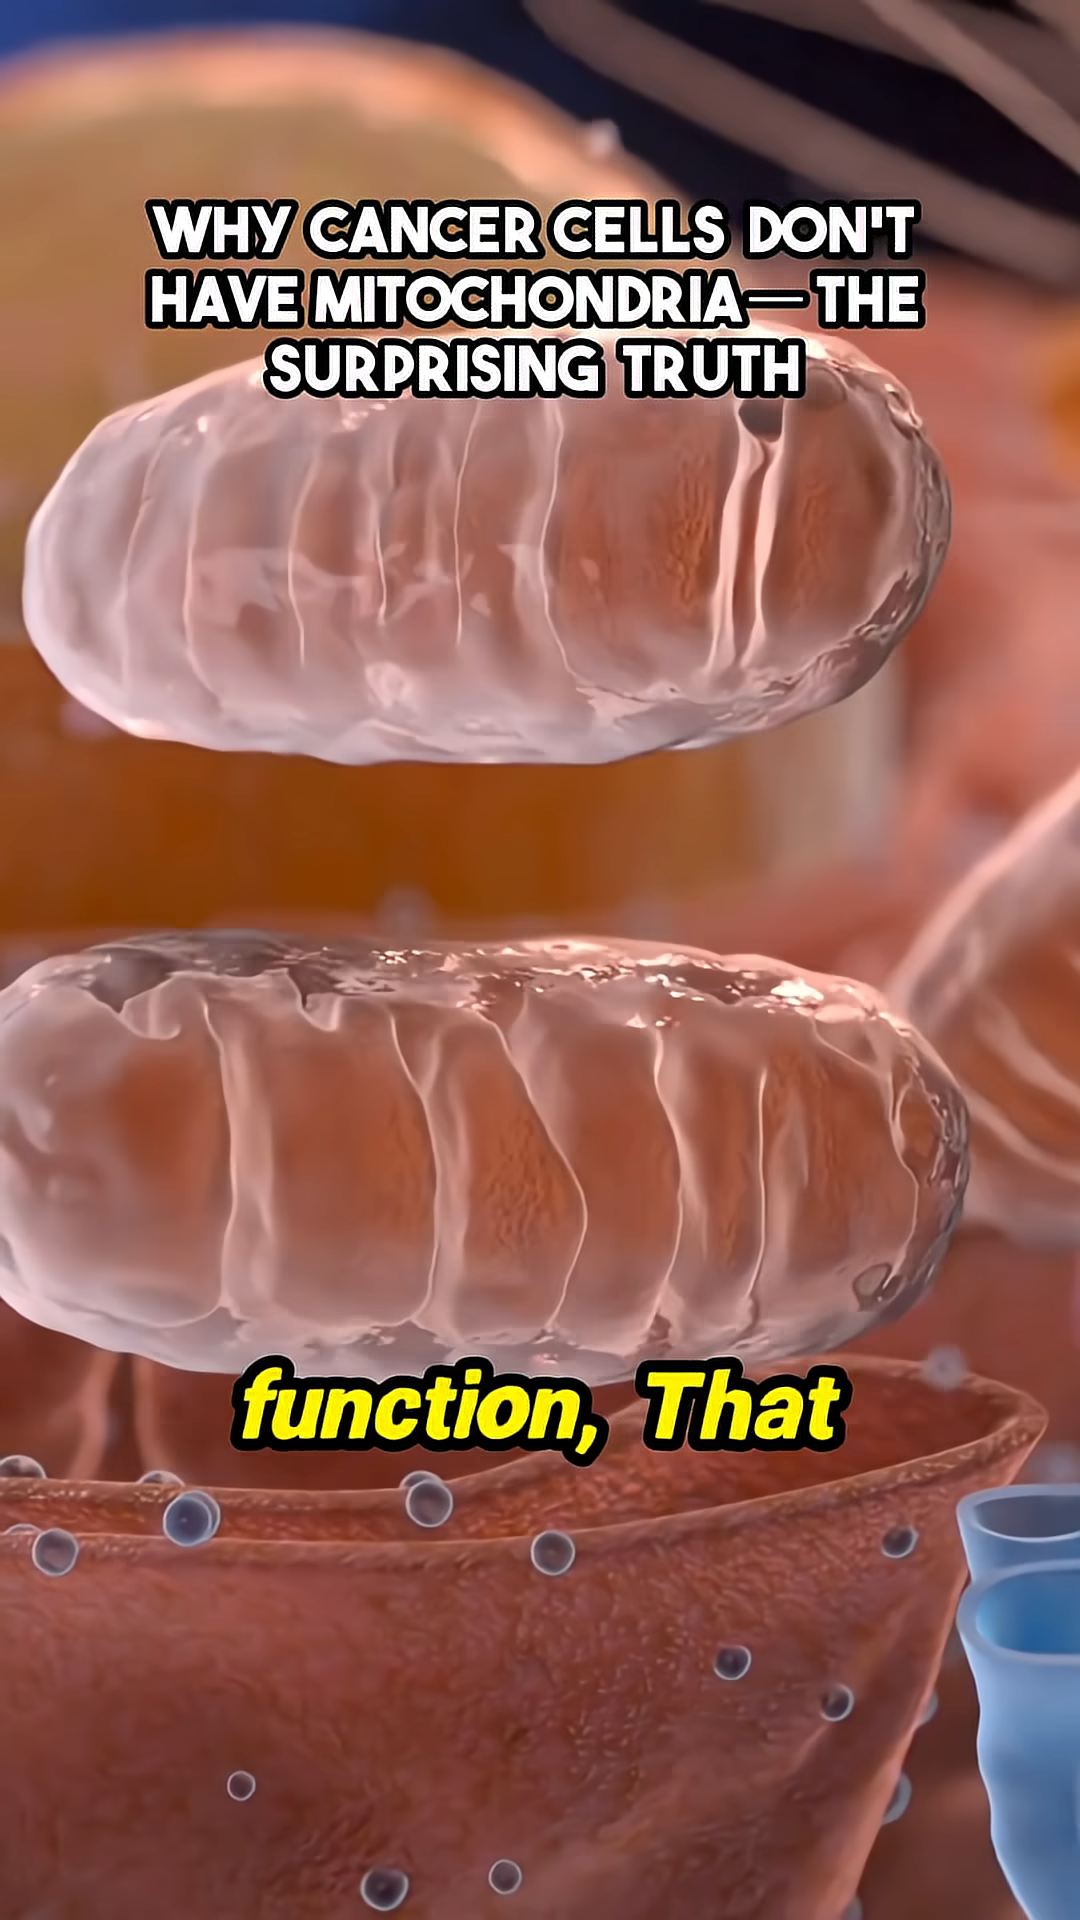 WHY CANCER CELLS DON'T
HAVE MITOCHONDRIA— THE
SURPRISING TRUTH
function, That